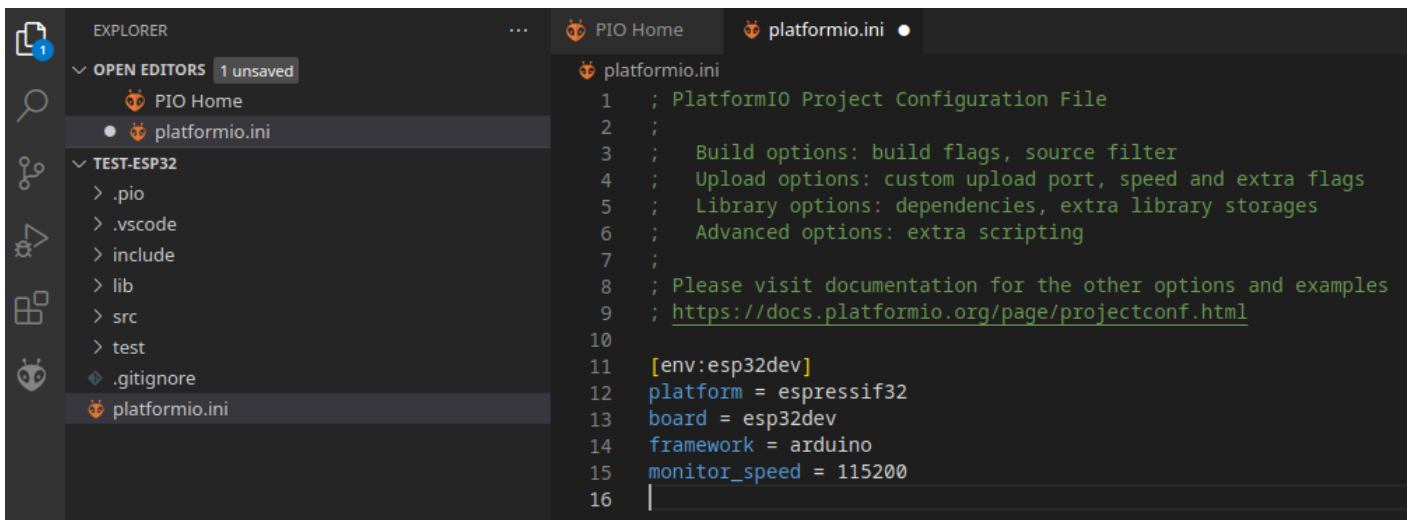 EXPLORER
OPEN EDITORS 1 unsaved
PIO Home
platformio.ini
TEST-ESP32
.pio
.vscode
include
lib
src
test
.gitignore
platformio.ini
1
PIO Home platformio.ini
platformio.ini
1 ; PlatformIO Project Configuration File
2 ;
3 ;   Build options: build flags, source filter
4 ;   Upload options: custom upload port, speed and extra flags
5 ;   Library options: dependencies, extra library storages
6 ;   Advanced options: extra scripting
7 ;
8 ; Please visit documentation for the other options and examples
9 ; https://docs.platformio.org/page/projectconf.html
10
11 [env:esp32dev]
12 platform = espressif32
13 board = esp32dev
14 framework = arduino
15 monitor_speed = 115200
16